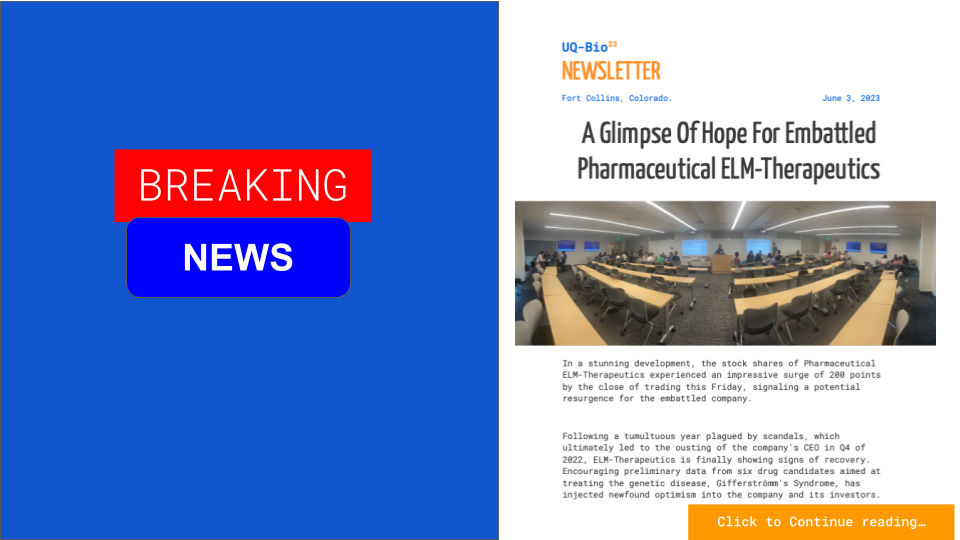 BREAKING
NEWS
UQ-Bio23
NEWSLETTER
Fort Collins, Colorado. June 3, 2023
A Glimpse Of Hope For Embattled
Pharmaceutical ELM-Therapeutics
In a stunning development, the stock shares of Pharmaceutical
ELM-Therapeutics experienced an impressive surge of 200 points
by the close of trading this Friday, signaling a potential
resurgence for the embattled company.
Following a tumultuous year plagued by scandals, which
ultimately led to the ousting of the company's CEO in Q4 of
2022, ELM-Therapeutics is finally showing signs of recovery.
Encouraging preliminary data from six drug candidates aimed at
treating the genetic disease, Gifferströmm's Syndrome, has
injected newfound optimism into the company and its investors.
Click to Continue reading…